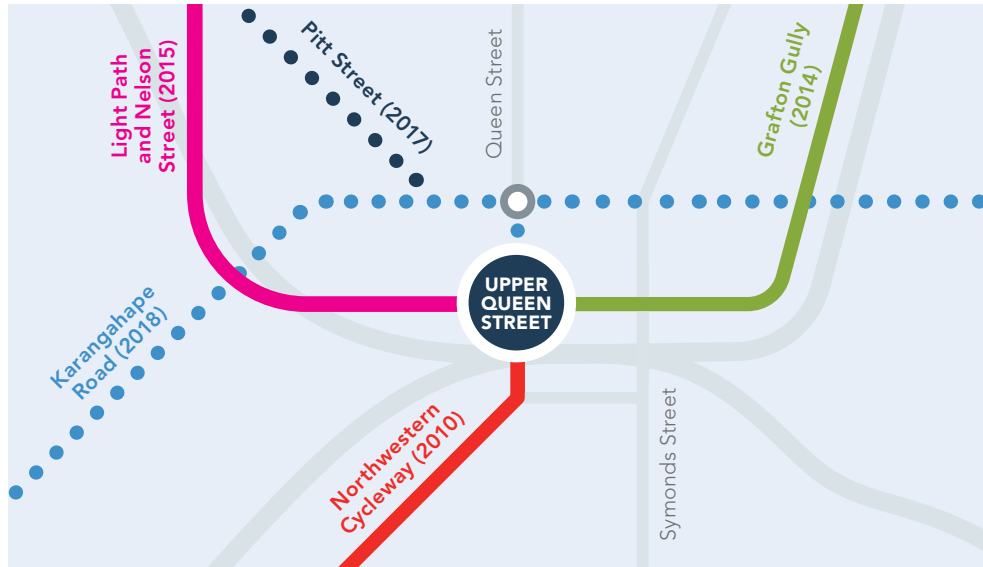 Light Path
and Nelson
Street (2015)
Pitt Street (2017)
Queen Street
Grafton Gully
(2014)
Karangahape
Road (2018)
UPPER
QUEEN
STREET
Northwestern
Cycleway (2010)
Symonds Street